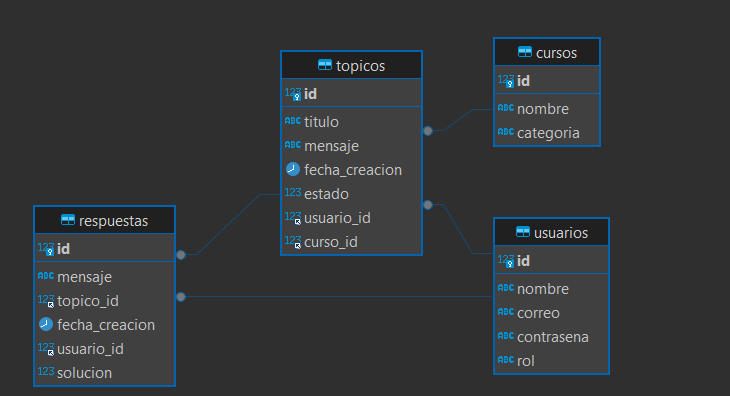 topicos
123 id
ABC titulo
ABC mensaje
fecha_creacion
123 estado
123 usuario_id
123 curso_id
cursos
123 id
ABC nombre
ABC categoria
respuestas
123 id
ABC mensaje
123 topico_id
fecha_creacion
123 usuario_id
123 solucion
usuarios
123 id
ABC nombre
ABC correo
ABC contrasena
ABC rol